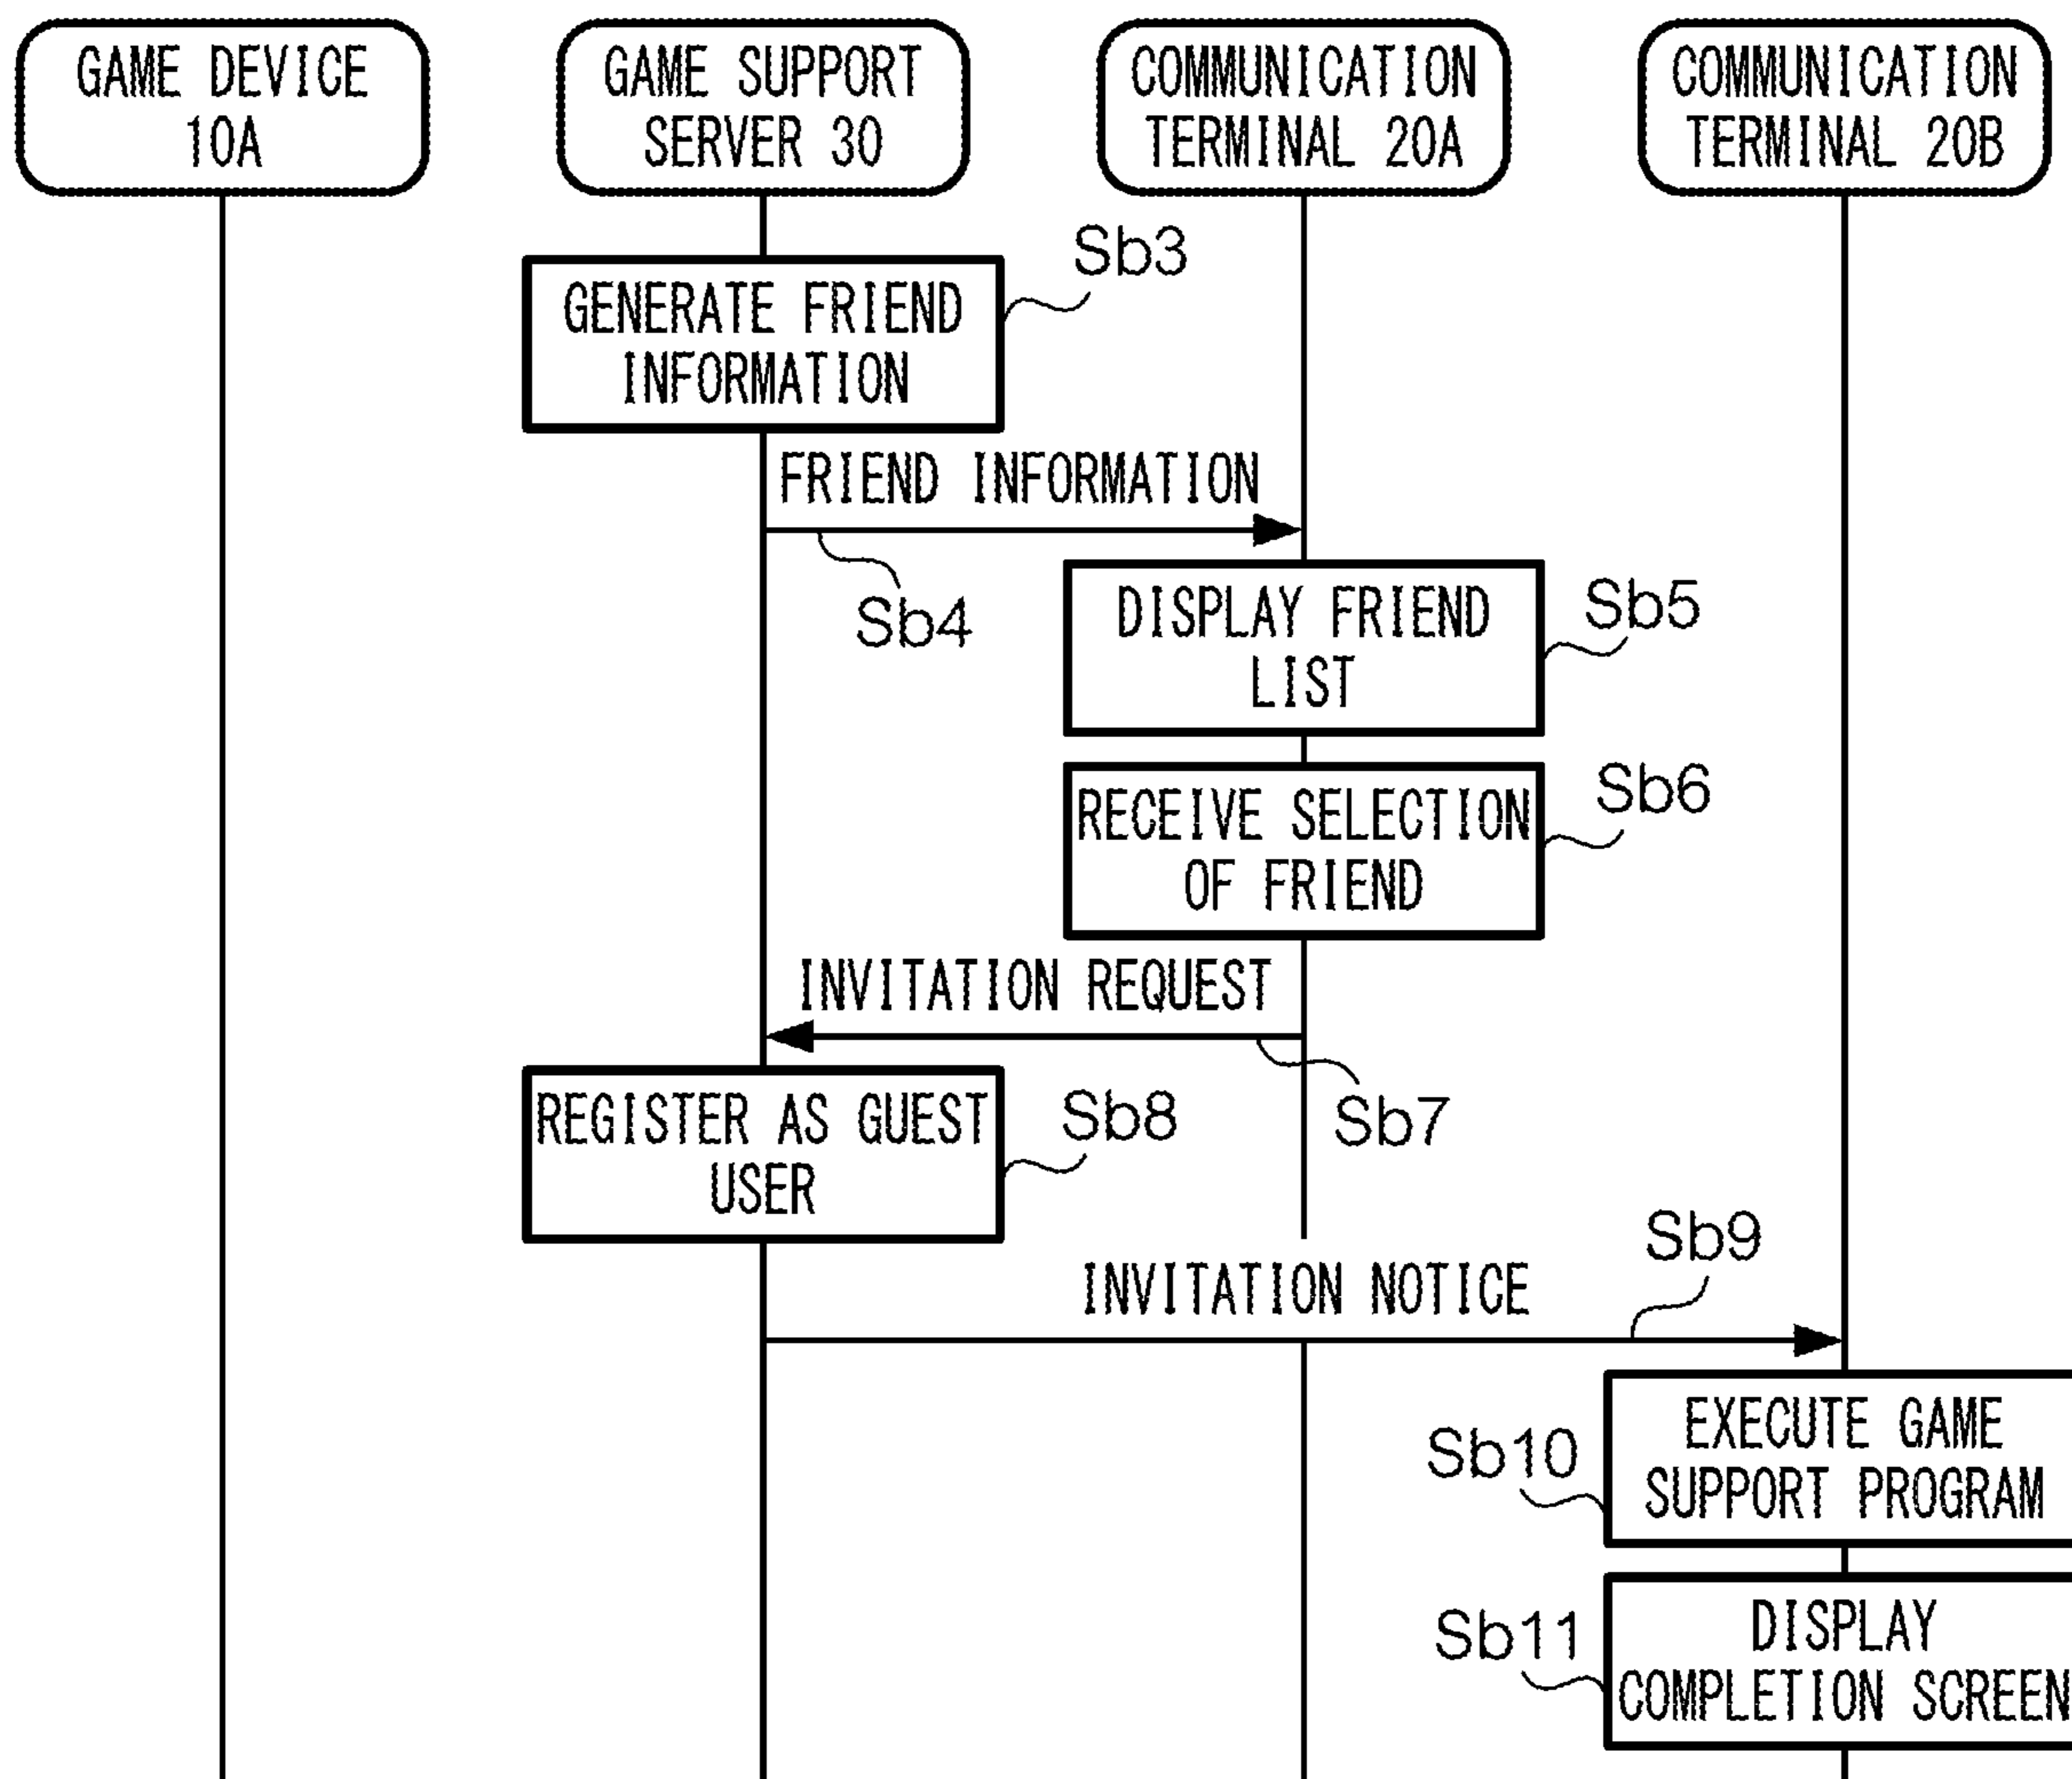 GAME DEVICE
10A
GAME SUPPORT
SERVER 30
COMMUNICATION
TERMINAL 20A
COMMUNICATION
TERMINAL 20B
Sb3
GENERATE FRIEND
INFORMATION
FRIEND INFORMATION
Sb4
DISPLAY FRIEND
LIST
Sb5
RECEIVE SELECTION
OF FRIEND
Sb6
INVITATION REQUEST
Sb7
REGISTER AS GUEST
USER
Sb8
Sb9
INVITATION NOTICE
EXECUTE GAME
SUPPORT PROGRAM
Sb10
DISPLAY
COMPLETION SCREEN
Sb11